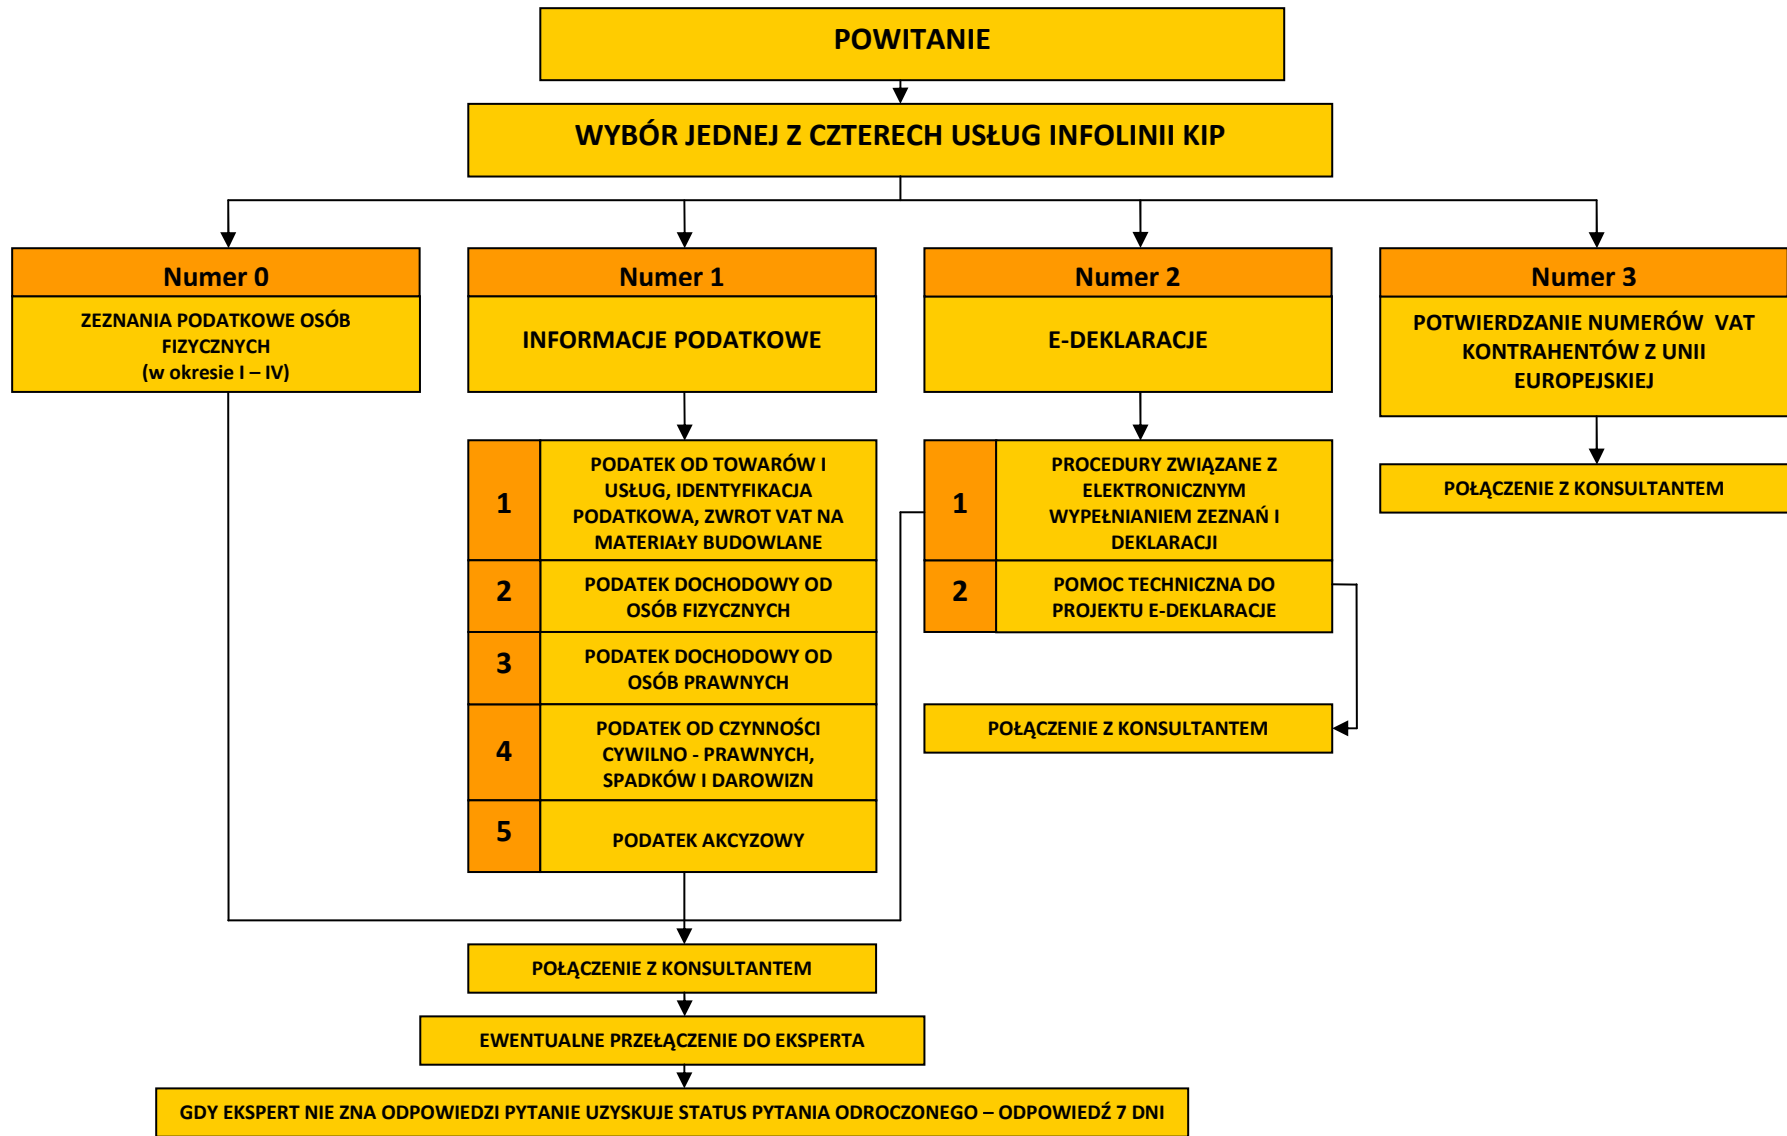 POWITANIE
WYBÓR JEDNEJ Z CZTERECH USŁUG INFOLINII KIP
Numer 0
ZEZNANIA PODATKOWE OSÓB
FIZYCZNYCH
(w okresie I – IV)
Numer 1
INFORMACJE PODATKOWE
Numer 2
E-DEKLARACJE
Numer 3
POTWIERDZANIE NUMERÓW VAT
KONTRAHENTÓW Z UNII
EUROPEJSKIEJ
1
PODATEK OD TOWARÓW I
USŁUG, IDENTYFIKACJA
PODATKOWA, ZWROT VAT NA
MATERIAŁY BUDOWLANE
2
PODATEK DOCHODOWY OD
OSÓB FIZYCZNYCH
3
PODATEK DOCHODOWY OD
OSÓB PRAWNYCH
4
PODATEK OD CZYNNOŚCI
CYWILNO - PRAWNYCH,
SPADKÓW I DAROWIZN
5
PODATEK AKCYZOWY
1
PROCEDURY ZWIĄZANE Z
ELEKTRONICZNYM
WYPEŁNIANIEM ZEZNAŃ I
DEKLARACJI
2
POMOC TECHNICZNA DO
PROJEKTU E-DEKLARACJE
POŁĄCZENIE Z KONSULTANTEM
POŁĄCZENIE Z KONSULTANTEM
POŁĄCZENIE Z KONSULTANTEM
EWENTUALNE PRZEŁĄCZENIE DO EKSPERTA
GDY EKSPERT NIE ZNA ODPOWIEDZI PYTANIE UZYSKUJE STATUS PYTANIA ODROCZONEGO – ODPOWIEDŹ 7 DNI